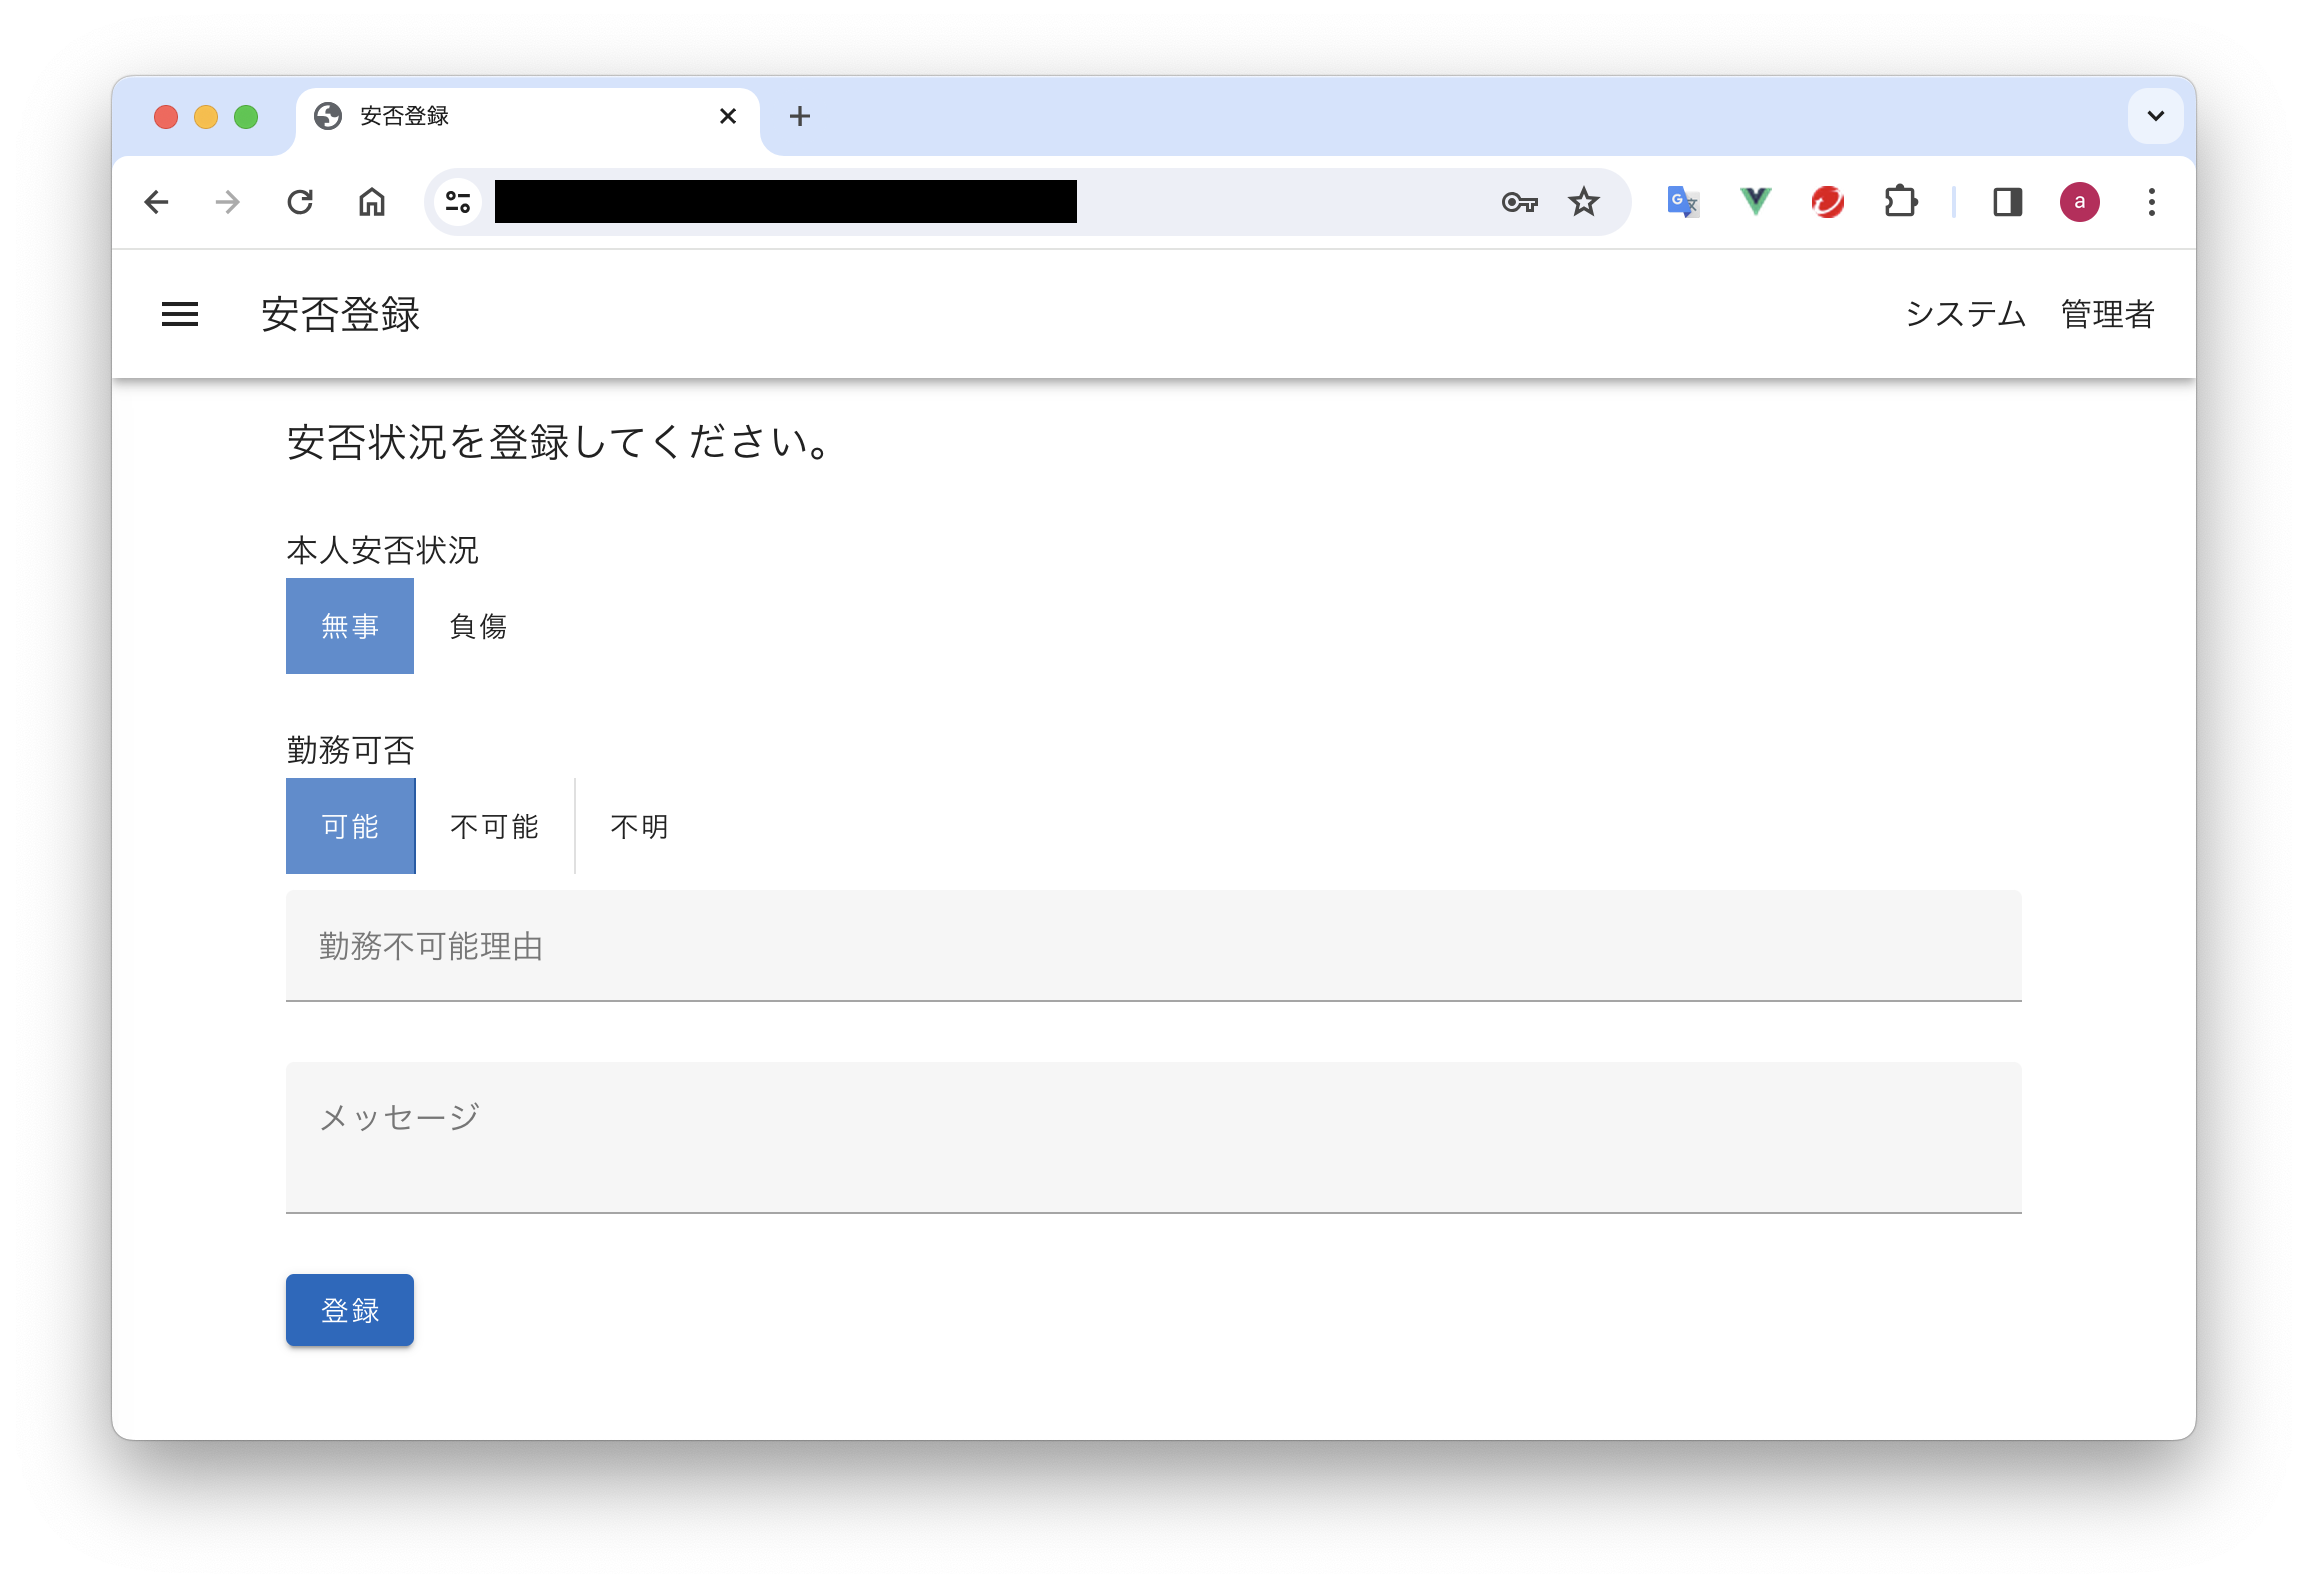 安否登録
a
安否登録
システム 管理者
安否状況を登録してください。
本人安否状況
無事 負傷
勤務可否
可能 不可能 不明
勤務不可能理由
メッセージ
登録